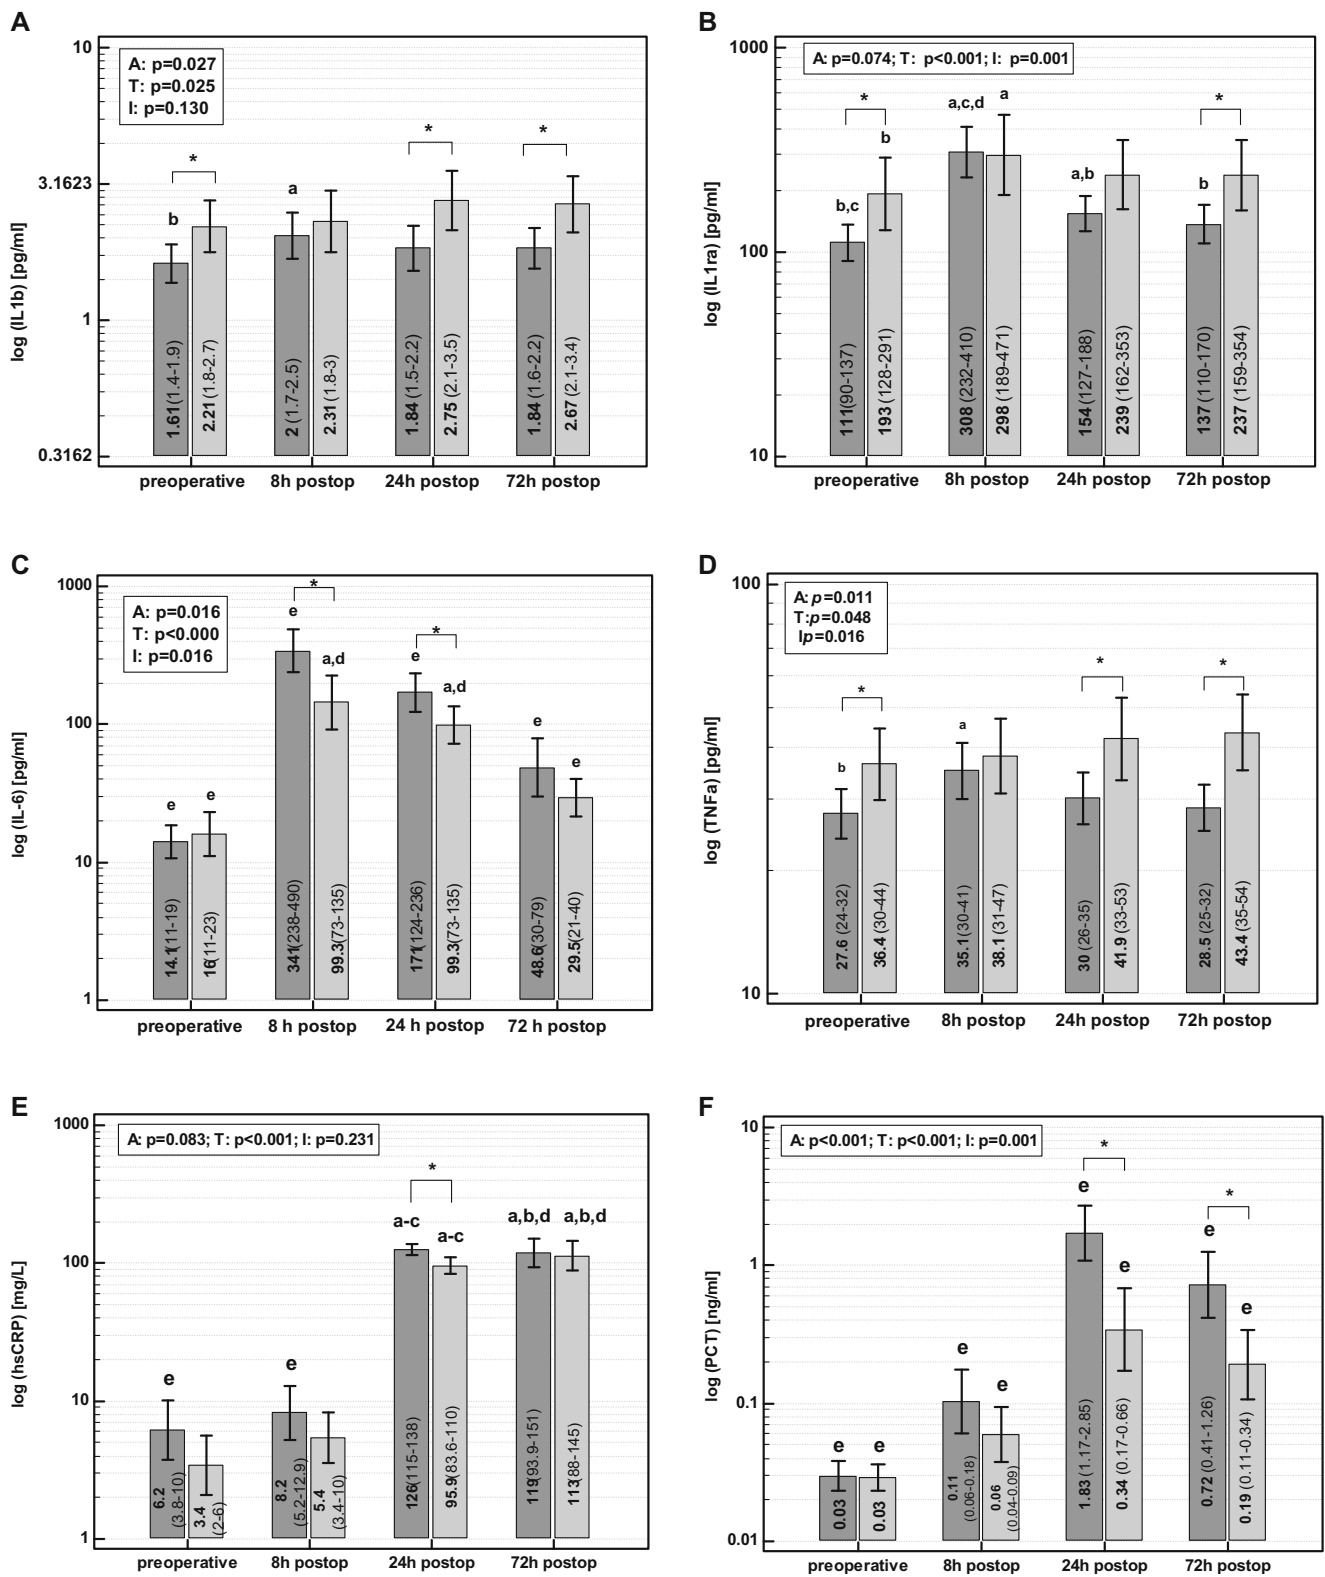 A
10
3.1623
1
0.3162
log (IL1b) [pg/ml]
A: p=0.027
T: p=0.025
I: p=0.130
*
*
*
b
a
1.61(1.4-1.9)
2.21 (1.8-2.7)
2 (1.7-2.5)
2.31 (1.8-3)
1.84 (1.5-2.2)
2.75 (2.1-3.5)
1.84 (1.6-2.2)
2.67 (2.1-3.4)
preoperative
8h postop
24h postop
72h postop
B
1000
100
10
log (IL1ra) [pg/ml]
A: p=0.074; T: p<0.001; I: p=0.001
*
*
b,c
b
a,c,d
a
a,b
b
111(90-137)
193 (128-291)
308 (232-410)
298 (189-471)
154 (127-188)
239 (162-353)
137 (110-170)
237 (159-354)
preoperative
8h postop
24h postop
72h postop
C
1000
100
10
1
log (IL-6) [pg/ml]
A: p=0.016
T: p<0.000
I: p=0.016
*
*
e
e
e
a,d
e
a,d
e
e
14.1(11-19)
16(11-23)
341(238-490)
99.3(73-135)
171(124-236)
99.3(73-135)
48.6(30-79)
29.5(21-40)
preoperative
8 h postop
24 h postop
72 h postop
D
100
10
log (TNFa) [pg/ml]
A: p=0.011
T:p=0.048
Ip=0.016
*
*
*
b
a
27.6 (24-32)
36.4 (30-44)
35.1 (30-41)
38.1 (31-47)
30 (26-35)
41.9 (33-53)
28.5 (25-32)
43.4 (35-54)
preoperative
8h postop
24h postop
72h postop
E
1000
100
10
1
log (hsCRP) [mg/L]
A: p=0.083; T: p<0.001; I: p=0.231
*
e
e
a-c
a-c
a,b,d
a,b,d
6.2
(3.8-10)
3.4
(2-6)
8.2
(5.2-12.9)
5.4
(3.4-10)
126(115-138)
95.9(83.6-110)
119(93.9-151)
113(88-145)
preoperative
8h postop
24h postop
72h postop
F
10
1
0.1
0.01
log (PCT) [ng/ml]
A: p<0.001; T: p<0.001; I: p=0.001
*
*
e
e
e
e
e
e
e
e
0.03
0.03
0.11
(0.06-0.18)
0.06
(0.04-0.09)
1.83 (1.17-2.85)
0.34 (0.17-0.66)
0.72 (0.41-1.26)
0.19 (0.11-0.34)
preoperative
8h postop
24h postop
72h postop